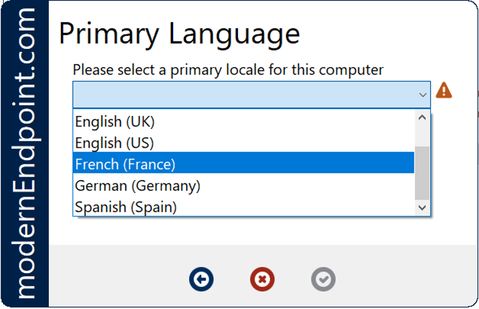 modernEndpoint.com
Primary Language
Please select a primary locale for this computer
English (UK)
English (US)
French (France)
German (Germany)
Spanish (Spain)